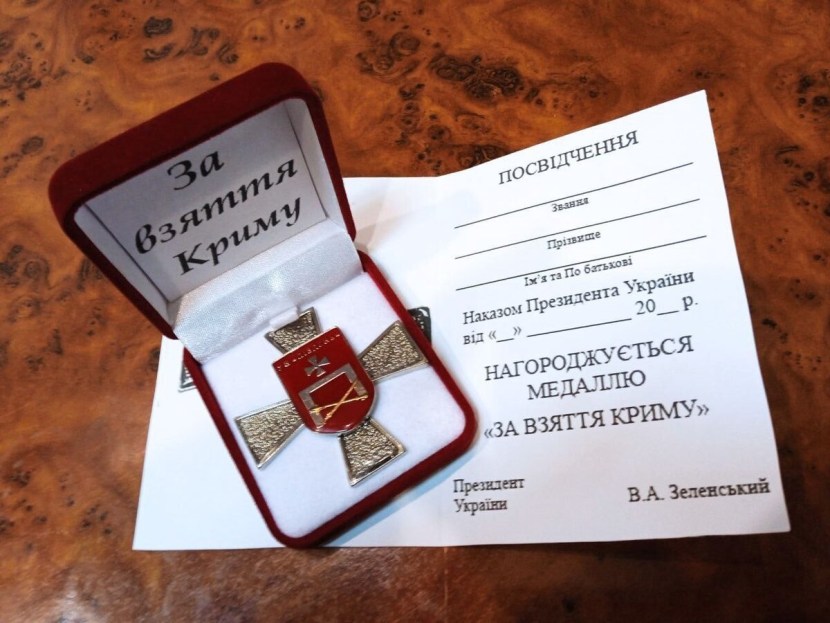 За
взяття
Криму
ПОСВІДЧЕННЯ
Звання
Прізвище
Ім'я та По батькові
Наказом Президента України
від «__» __________ 20__ р.
НАГОРОДЖУЄТЬСЯ
МЕДАЛЛЮ
«ЗА ВЗЯТТЯ КРИМУ»
Президент
України
В.А. Зеленський